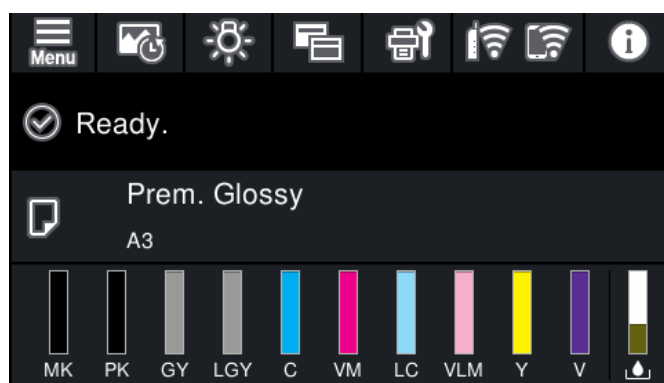 Menu
Ready.
Prem. Glossy
A3
MK PK GY LGY C VM LC VLM Y V